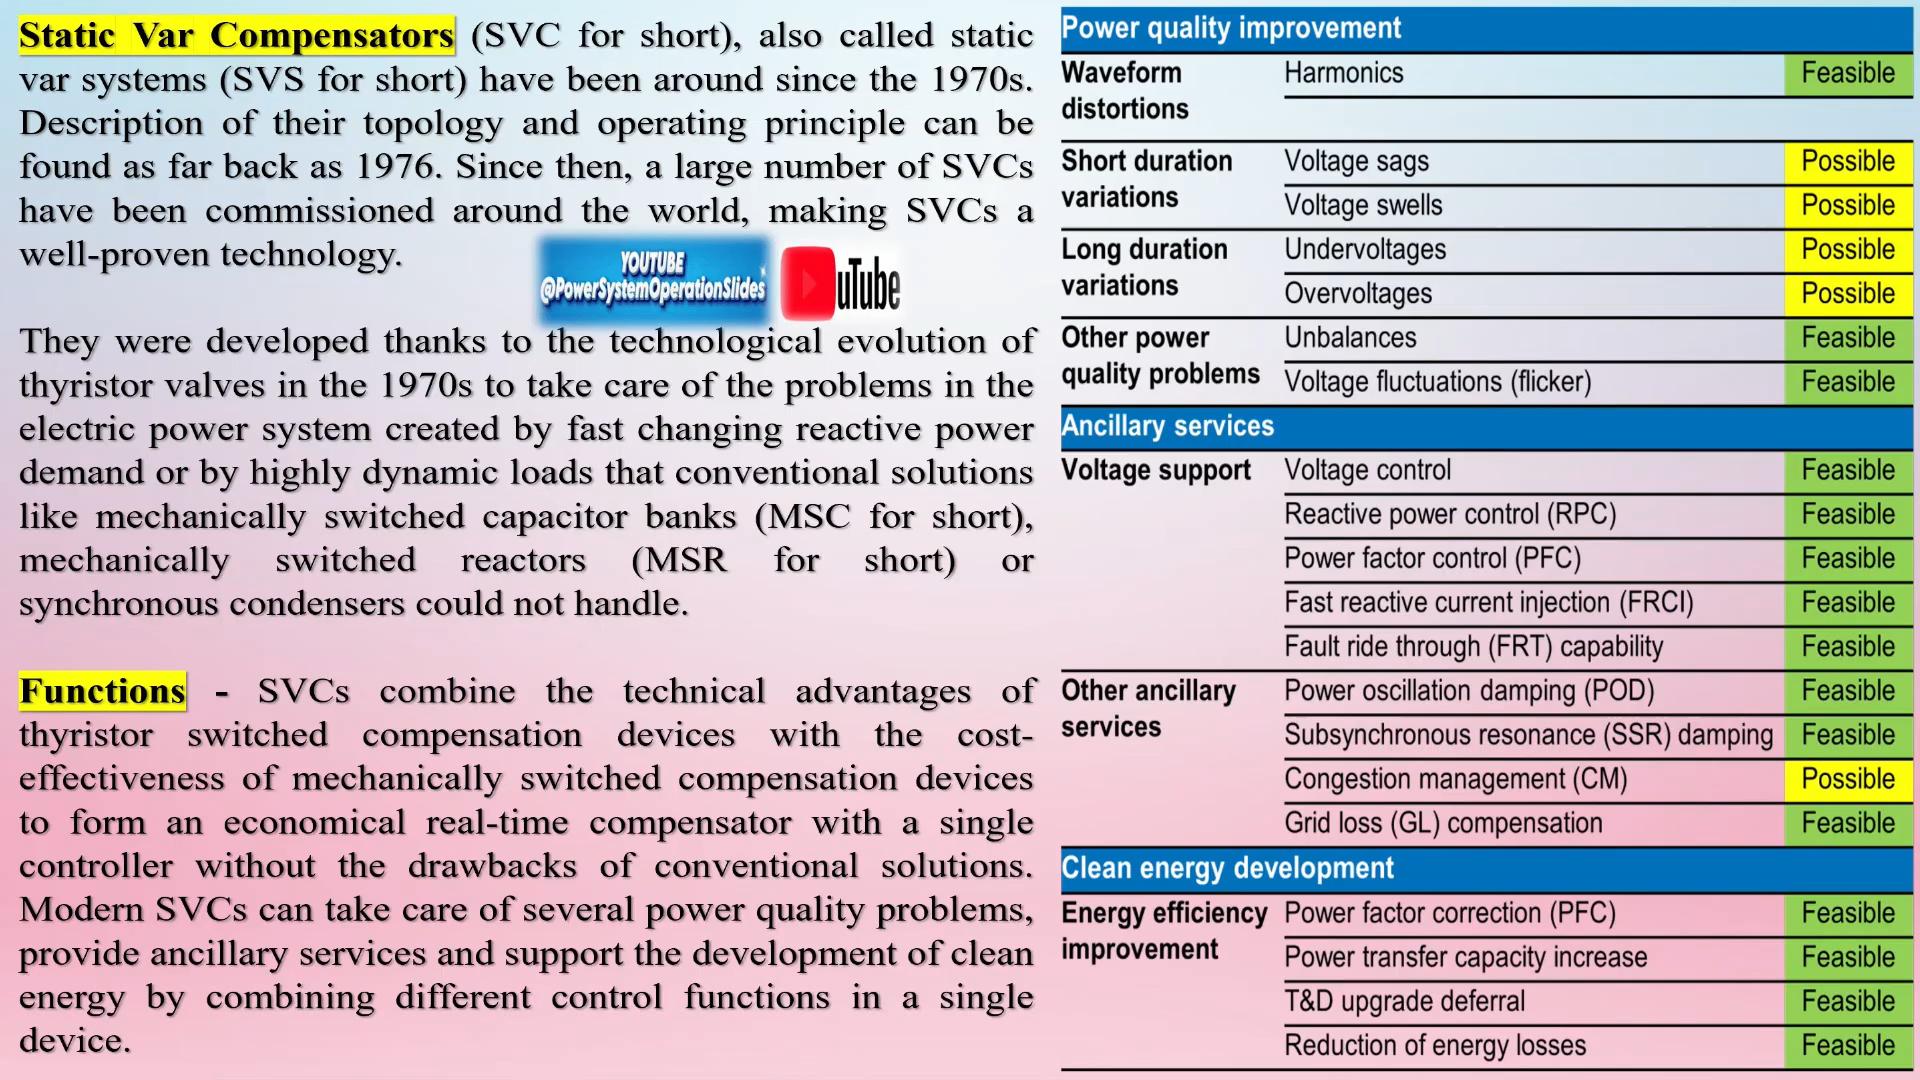 Static Var Compensators (SVC for short), also called static
var systems (SVS for short) have been around since the 1970s.
Description of their topology and operating principle can be
found as far back as 1976. Since then, a large number of SVCs
have been commissioned around the world, making SVCs a
well-proven technology.
YOUTUBE
@PowerSystemOperationSlides
uTube
They were developed thanks to the technological evolution of
thyristor valves in the 1970s to take care of the problems in the
electric power system created by fast changing reactive power
demand or by highly dynamic loads that conventional solutions
like mechanically switched capacitor banks (MSC for short),
mechanically switched reactors (MSR for short) or
synchronous condensers could not handle.
Functions - SVCs combine the technical advantages of
thyristor switched compensation devices with the cost-
effectiveness of mechanically switched compensation devices
to form an economical real-time compensator with a single
controller without the drawbacks of conventional solutions.
Modern SVCs can take care of several power quality problems,
provide ancillary services and support the development of clean
energy by combining different control functions in a single
device.
Power quality improvement
Waveform Harmonics Feasible
distortions
Short duration Voltage sags Possible
variations Voltage swells Possible
Long duration Undervoltages Possible
variations Overvoltages Possible
Other power Unbalances Feasible
quality problems Voltage fluctuations (flicker) Feasible
Ancillary services
Voltage support Voltage control Feasible
Reactive power control (RPC) Feasible
Power factor control (PFC) Feasible
Fast reactive current injection (FRCI) Feasible
Fault ride through (FRT) capability Feasible
Other ancillary Power oscillation damping (POD) Feasible
services Subsynchronous resonance (SSR) damping Feasible
Congestion management (CM) Possible
Grid loss (GL) compensation Feasible
Clean energy development
Energy efficiency Power factor correction (PFC) Feasible
improvement Power transfer capacity increase Feasible
T&D upgrade deferral Feasible
Reduction of energy losses Feasible